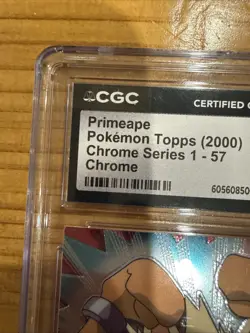 CGC
CERTIFIED
Primeape
Pokémon Topps (2000)
Chrome Series 1 - 57
Chrome
60560850